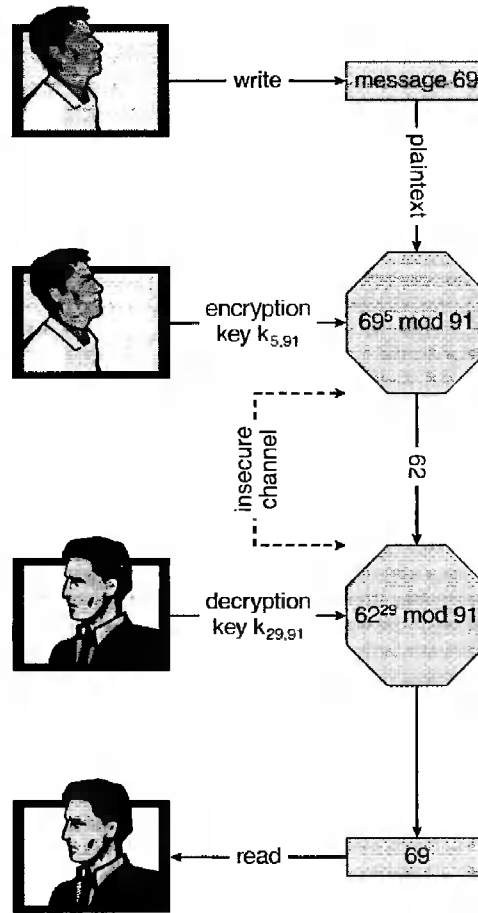 write
message 69
plaintext
encryption
key k5,91
69⁵ mod 91
insecure
channel
62
decryption
key k29,91
62²⁹ mod 91
read
69